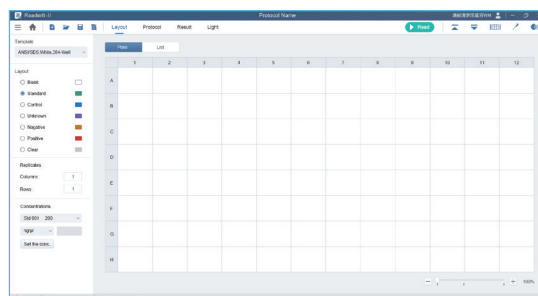 ReaderIt-II
Protocol Name
Layout Protocol Result Light
Read
Template
ANSI/SBS,White,384-Well
Plate List
1 2 3 4 5 6 7 8 9 10 11 12
Layout
Blank
Standard
Control
Unknown
Negative
Positive
Clear
Replicates
Columns 1
Rows 1
Concentrations
Std 001 200
Set the conc..
A
B
C
D
E
F
G
H
100%